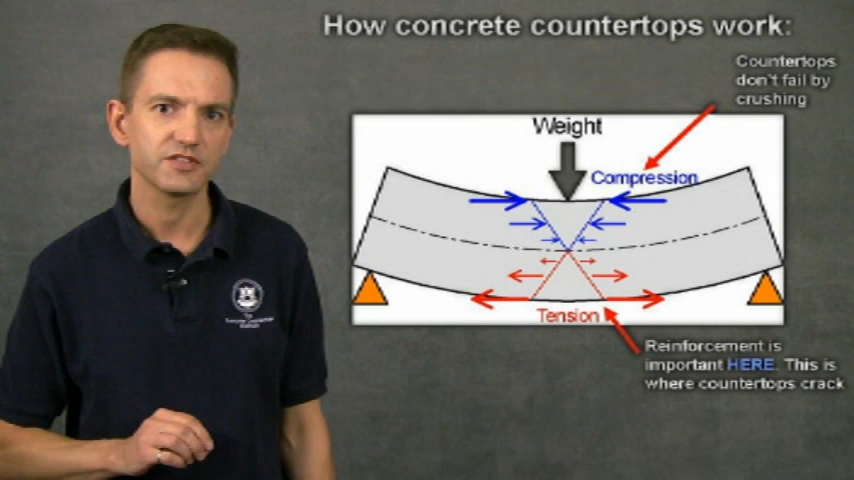 How concrete countertops work:
Countertops
don't fail by
crushing
Weight
Compression
Tension
Reinforcement is
important HERE. This is
where countertops crack